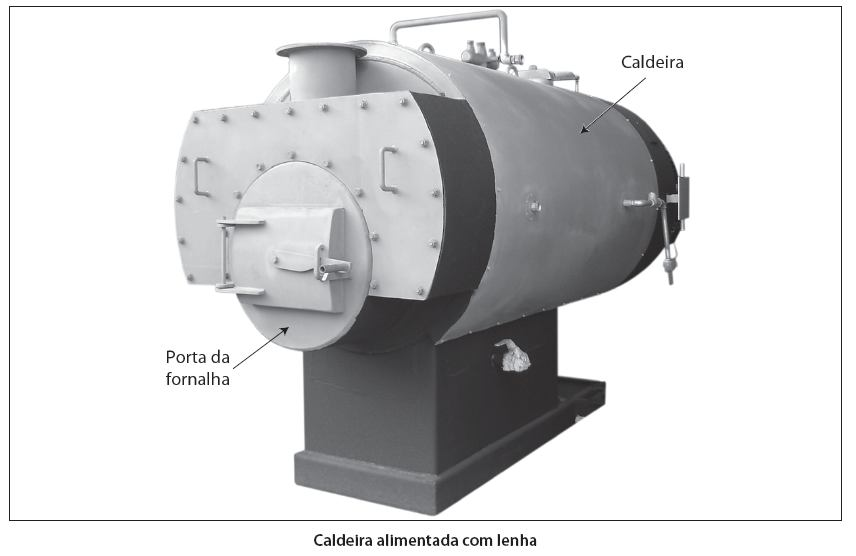 Caldeira
Porta da
fornalha
Caldeira alimentada com lenha